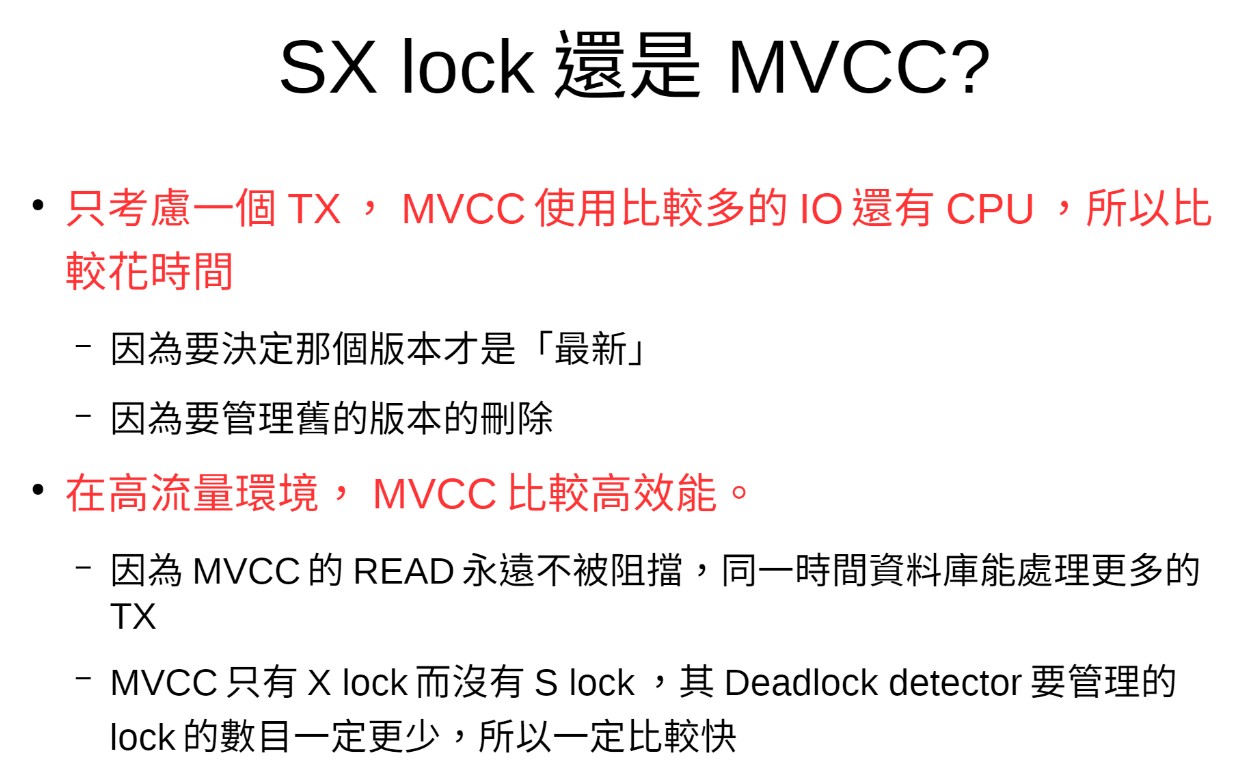 SX lock 還是 MVCC?
• 只考慮一個 TX ， MVCC 使用比較多的 IO 還有 CPU ，所以比
較花時間
– 因為要決定那個版本才是「最新」
– 因為要管理舊的版本的刪除
• 在高流量環境， MVCC 比較高效能。
– 因為 MVCC 的 READ 永遠不被阻擋，同一時間資料庫能處理更多的
TX
– MVCC 只有 X lock 而沒有 S lock ，其 Deadlock detector 要管理的
lock 的數目一定更少，所以一定比較快